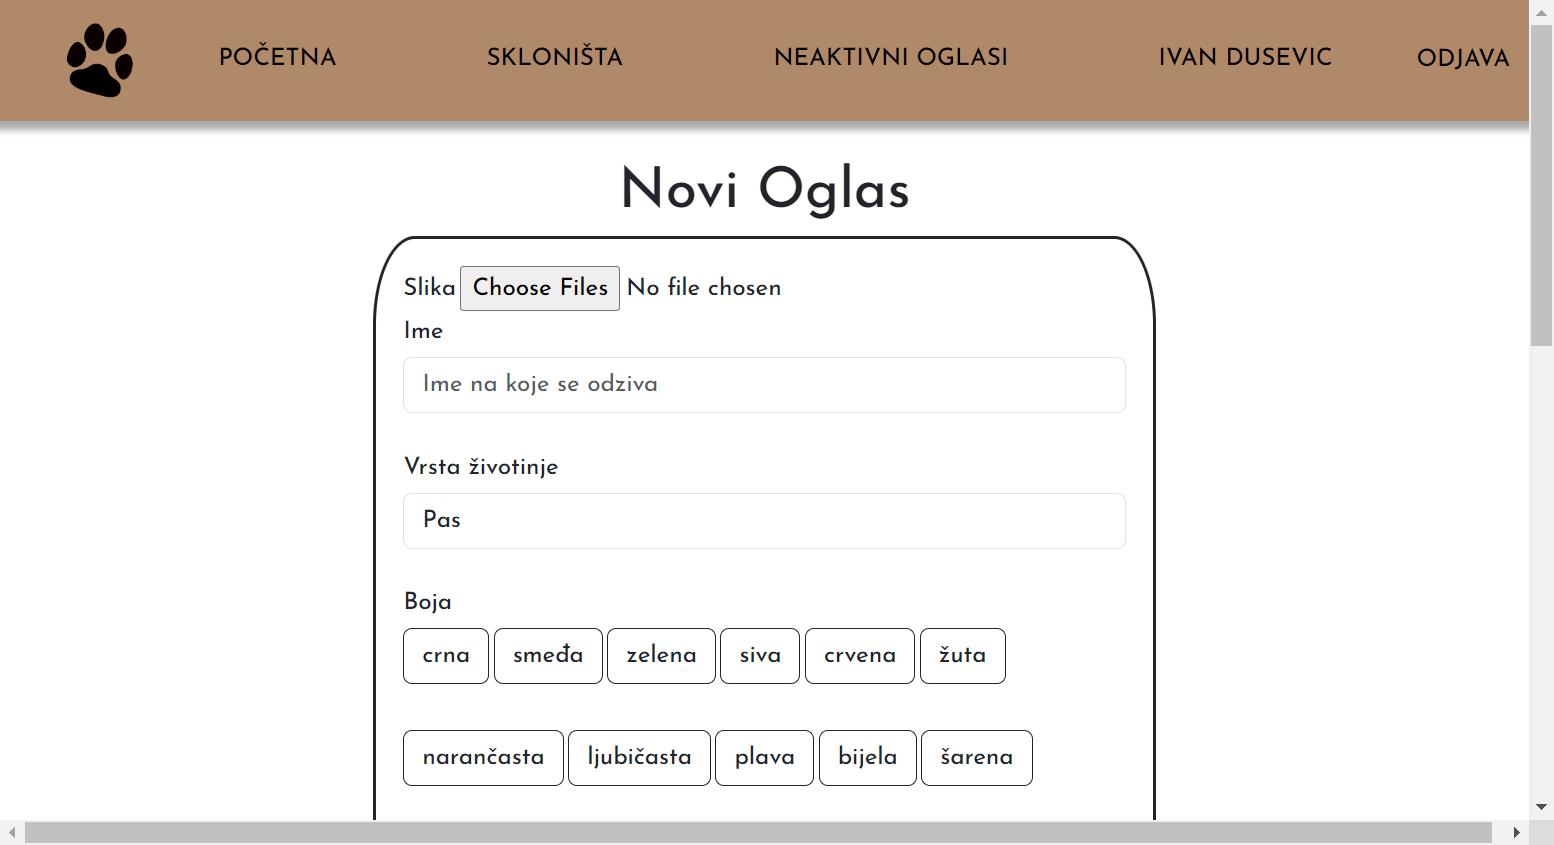 POČETNA SKLONIŠTA NEAKTIVNI OGLASI IVAN DUSEVIC ODJAVA
Novi Oglas
Slika Choose Files No file chosen
Ime
Ime na koje se odziva
Vrsta životinje
Pas
Boja
crna smeđa zelena siva crvena žuta
narančasta ljubičasta plava bijela šarena